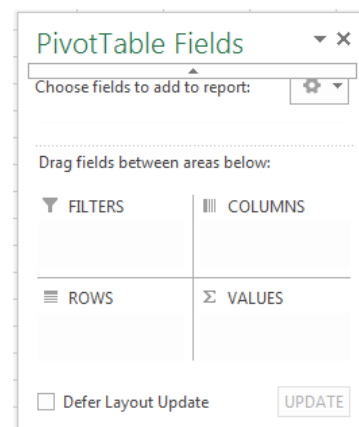 PivotTable Fields
Choose fields to add to report:
Drag fields between areas below:
FILTERS
COLUMNS
ROWS
Σ VALUES
Defer Layout Update
UPDATE